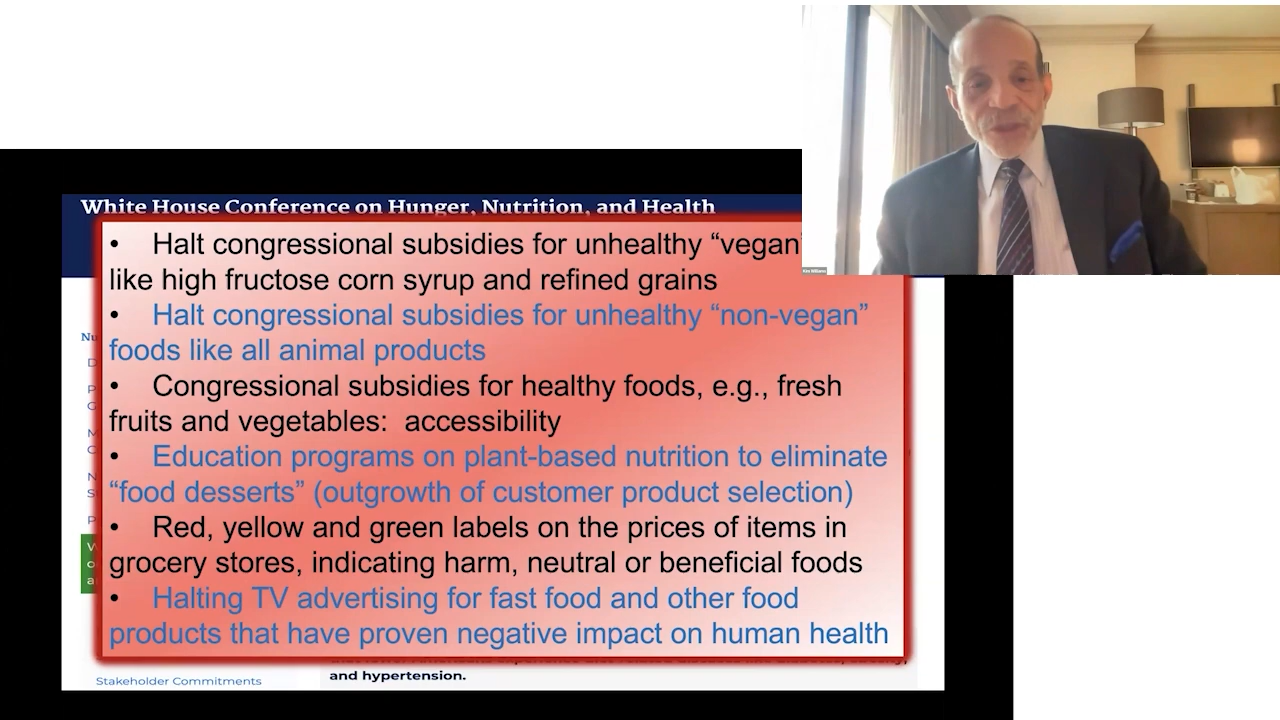 White House Conference on Hunger, Nutrition, and Health
• Halt congressional subsidies for unhealthy “vegan”
like high fructose corn syrup and refined grains
• Halt congressional subsidies for unhealthy “non-vegan”
foods like all animal products
• Congressional subsidies for healthy foods, e.g., fresh
fruits and vegetables: accessibility
• Education programs on plant-based nutrition to eliminate
“food desserts” (outgrowth of customer product selection)
• Red, yellow and green labels on the prices of items in
grocery stores, indicating harm, neutral or beneficial foods
• Halting TV advertising for fast food and other food
products that have proven negative impact on human health
and hypertension.
Stakeholder Commitments